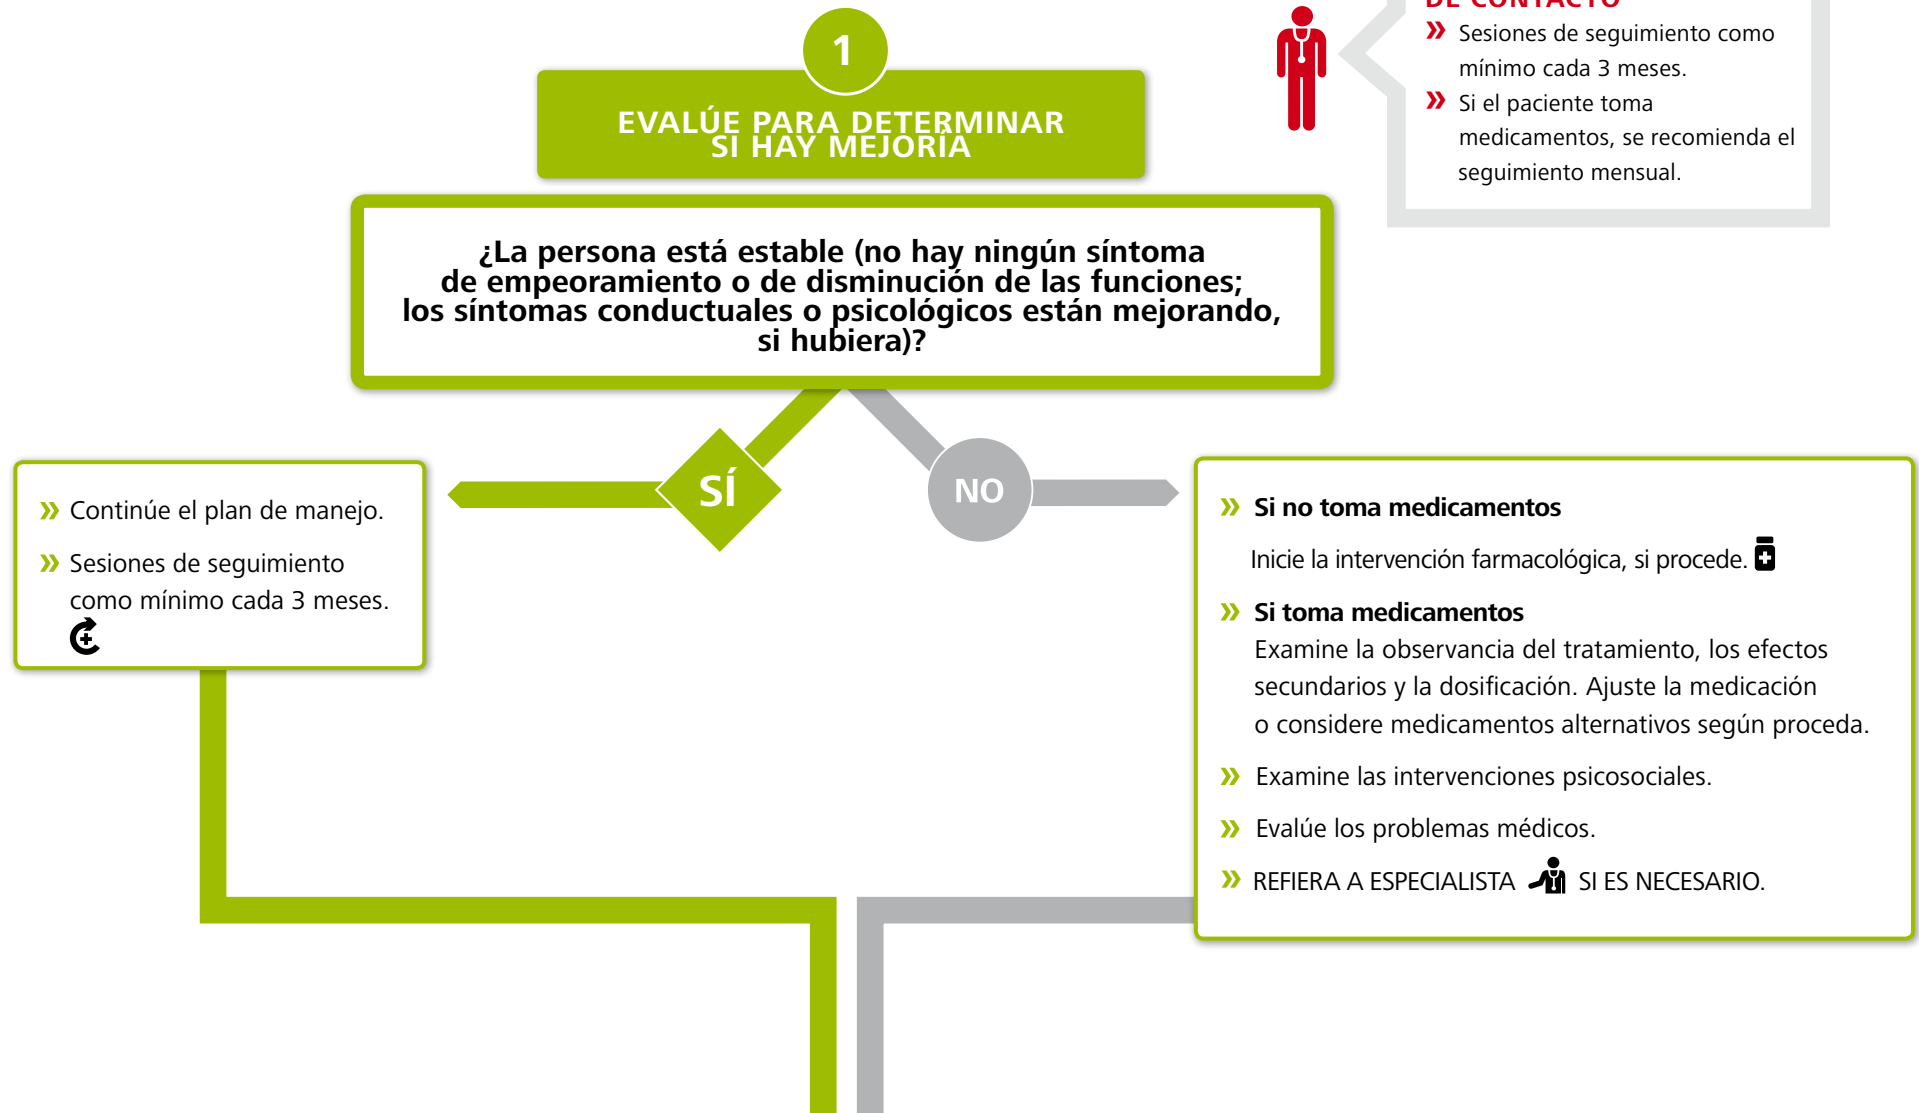 1
EVALÚE PARA DETERMINAR
SI HAY MEJORÍA
DE CONTACTO
» Sesiones de seguimiento como
mínimo cada 3 meses.
» Si el paciente toma
medicamentos, se recomienda el
seguimiento mensual.
¿La persona está estable (no hay ningún síntoma
de empeoramiento o de disminución de las funciones;
los síntomas conductuales o psicológicos están mejorando,
si hubiera)?
SÍ
NO
» Continúe el plan de manejo.
» Sesiones de seguimiento
como mínimo cada 3 meses.
» Si no toma medicamentos
Inicie la intervención farmacológica, si procede.
» Si toma medicamentos
Examine la observancia del tratamiento, los efectos
secundarios y la dosificación. Ajuste la medicación
o considere medicamentos alternativos según proceda.
» Examine las intervenciones psicosociales.
» Evalúe los problemas médicos.
» REFIERA A ESPECIALISTA SI ES NECESARIO.